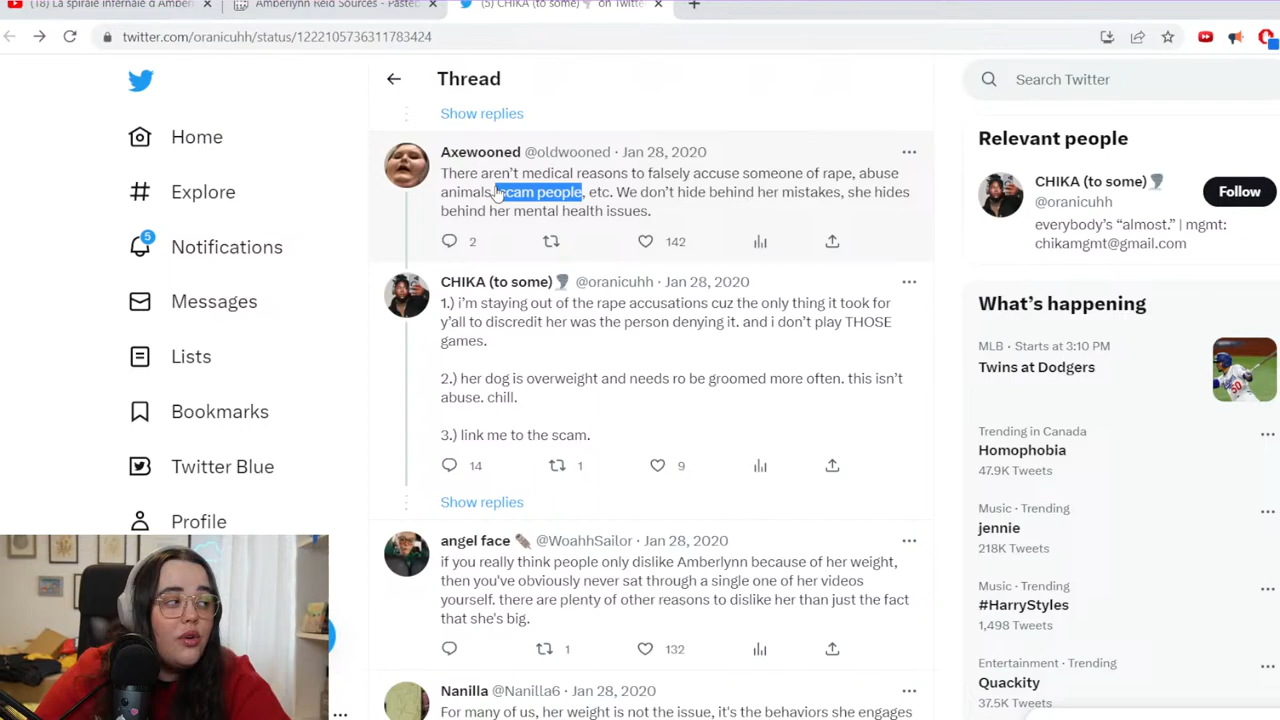 (18) La spirale infernale d'Amber
Amberlynn Reid Sources - Pasteb
(5) CHIKA (to some) on Twitte
twitter.com/oranicuhh/status/1222105736311783424
Home
Explore
5
Notifications
Messages
Lists
Bookmarks
Twitter Blue
Profile
Thread
Show replies
Axewooned @oldwooned · Jan 28, 2020
There aren't medical reasons to falsely accuse someone of rape, abuse
animals, scam people, etc. We don't hide behind her mistakes, she hides
behind her mental health issues.
2 142
CHIKA (to some) @oranicuhh · Jan 28, 2020
1.) i'm staying out of the rape accusations cuz the only thing it took for
y'all to discredit her was the person denying it. and i don't play THOSE
games.
2.) her dog is overweight and needs ro be groomed more often. this isn't
abuse. chill.
3.) link me to the scam.
14 1 9
Show replies
angel face @WoahhSailor · Jan 28, 2020
if you really think people only dislike Amberlynn because of her weight,
then you've obviously never sat through a single one of her videos
yourself. there are plenty of other reasons to dislike her than just the fact
that she's big.
1 132
Nanilla @Nanilla6 · Jan 28, 2020
For many of us, her weight is not the issue, it's the behaviors she engages
Search Twitter
Relevant people
CHIKA (to some)
@oranicuhh
Follow
everybody's "almost." | mgmt:
chikamgmt@gmail.com
What's happening
MLB · Starts at 3:10 PM
Twins at Dodgers
Trending in Canada
Homophobia
47.9K Tweets
Music · Trending
jennie
218K Tweets
Music · Trending
#HarryStyles
1,498 Tweets
Entertainment · Trending
Quackity
37.5K Tweets